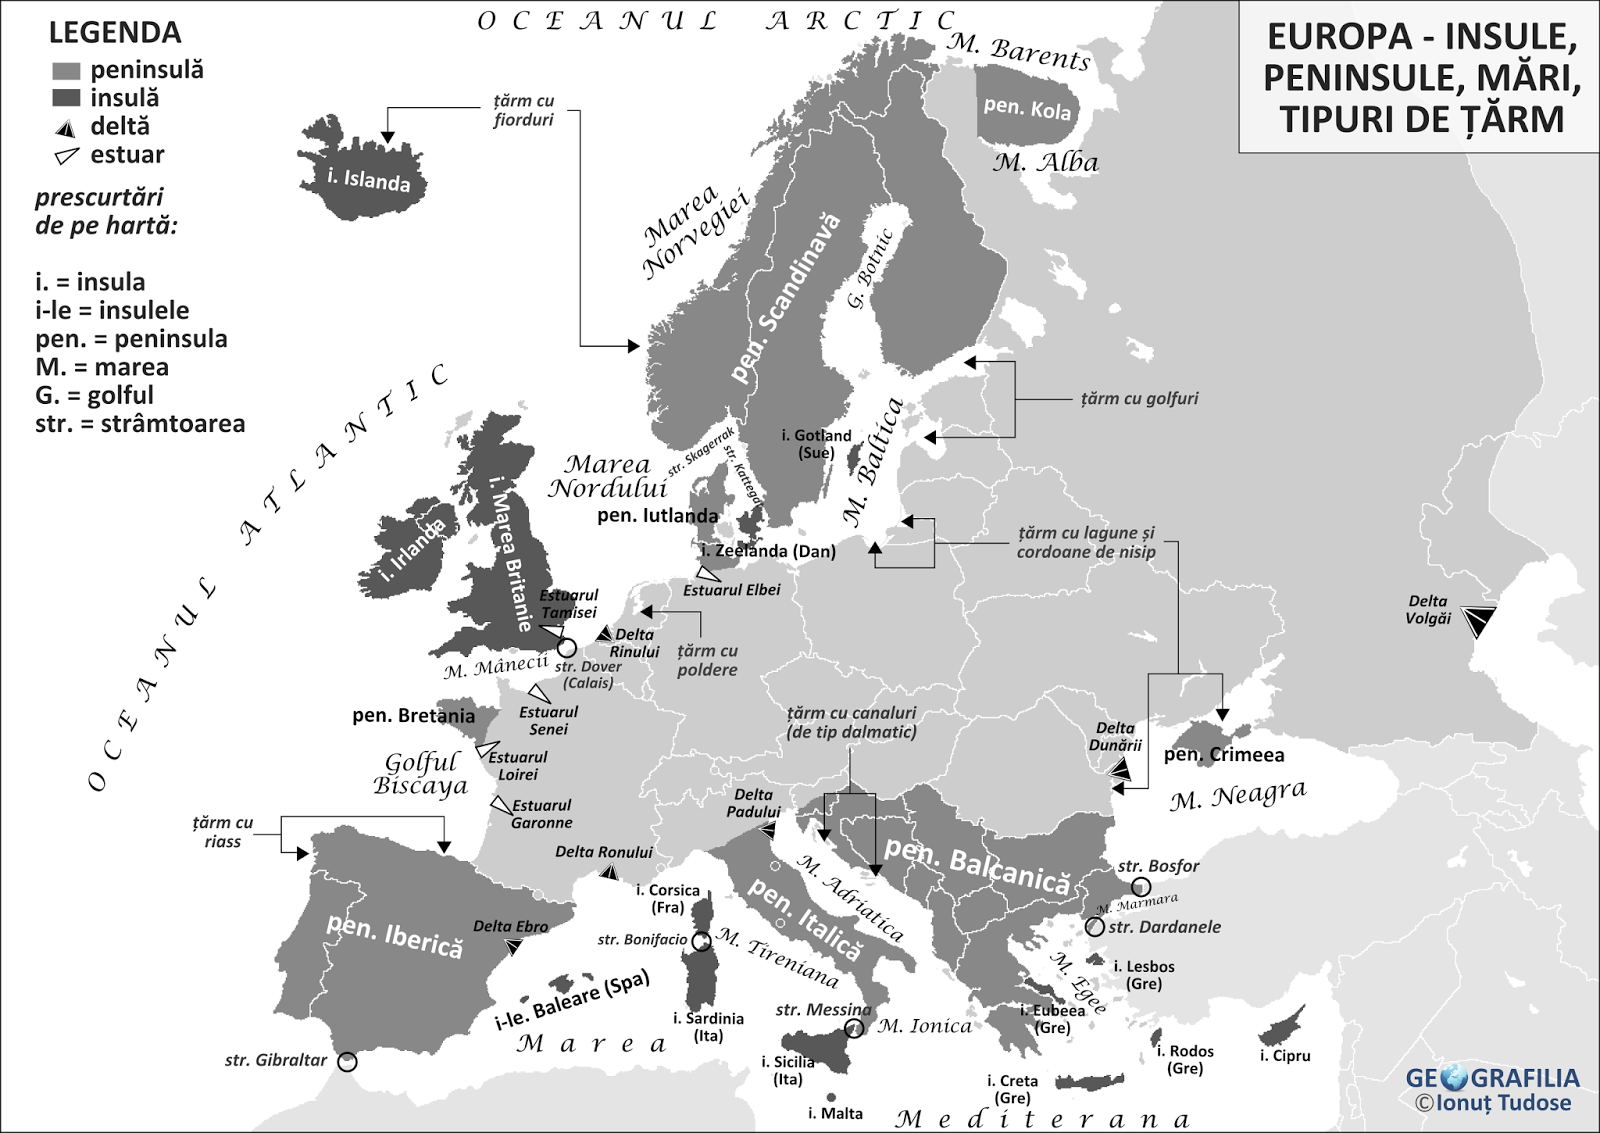 OCEANUL ARCTIC
LEGENDA
peninsulă
insulă
deltă
estuar
prescurtări
de pe hartă:
i. = insula
i-le = insulele
pen. = peninsula
M. = marea
G. = golful
str. = strâmtoarea
EUROPA - INSULE,
PENINSULE, MĂRI,
TIPURI DE ȚĂRM
M. Barents
pen. Kola
M. Alba
țărm cu
fiorduri
i. Islanda
Marea
Norvegiei
pen. Scandinavă
G. Botnic
țărm cu golfuri
OCEANUL ATLANTIC
i. Gotland
(Sue)
M. Baltica
str. Skagerrak
str. Kattegat
Marea
Nordului
pen. Iutlanda
i. Zeelanda (Dan)
Estuarul Elbei
țărm cu lagune și
cordoane de nisip
i. Irlanda
i. Marea Britanie
Estuarul
Tamisei
Delta
Rinului
țărm cu
poldere
Delta
Volgăi
M. Mânecii
str. Dover
(Calais)
pen. Bretania
Estuarul
Senei
țărm cu canaluri
(de tip dalmatic)
Delta
Dunării
pen. Crimeea
Golful
Biscaya
Estuarul
Loirei
Estuarul
Garonne
Delta
Padului
M. Neagra
țărm cu
riass
Delta Ronului
M. Adriatica
pen. Balcanică
str. Bosfor
M. Marmara
str. Dardanele
i. Corsica
(Fra)
pen. Italică
pen. Iberică
Delta Ebro
str. Bonifacio
M. Tireniana
i-le. Baleare (Spa)
i. Sardinia
(Ita)
M. Egee
i. Lesbos
(Gre)
i. Eubeea
(Gre)
str. Messina
M. Ionica
str. Gibraltar
Marea
i. Sicilia
(Ita)
i. Rodos
(Gre)
i. Cipru
i. Creta
(Gre)
i. Malta
Mediterana
GEOGRAFILIA
©Ionuț Tudose